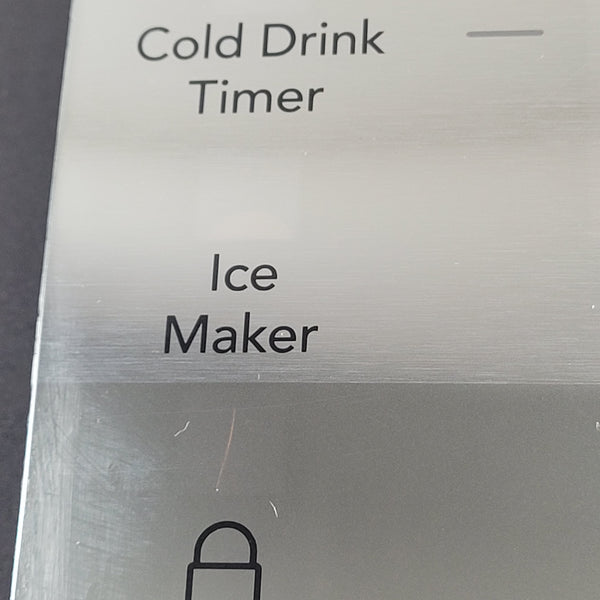 Cold Drink
Timer
Ice
Maker